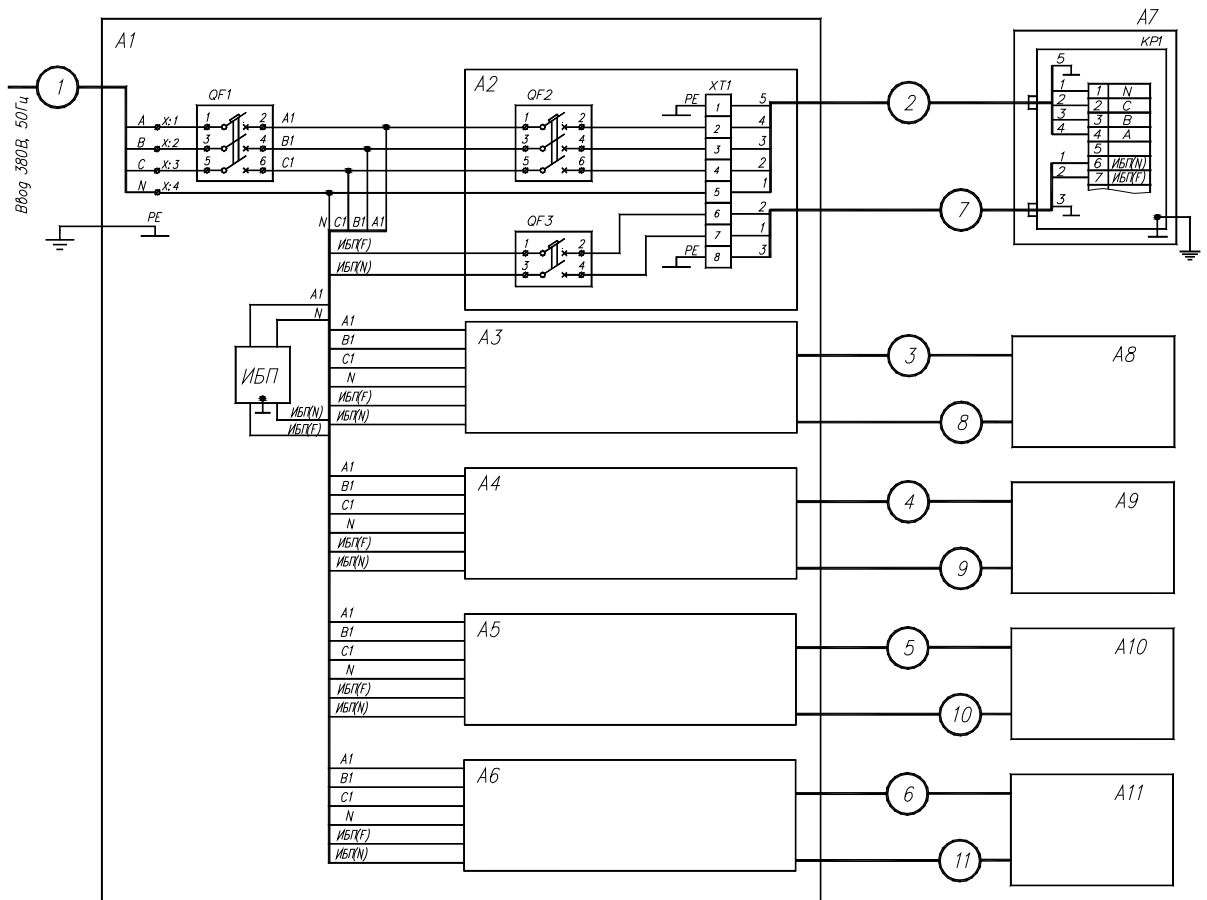 A7
A1
КР1
1
Ввод 380В, 50Гц
QF1
A2
QF2
XT1
2
5
1 1 N
2 2 C
3 3 B
4 4 A
5
1 6 ИБП(N)
2 7 ИБП(F)
3
PE 1 5
2 4
3 3
4 2
5 1
6 2
7 1
PE 8 3
A X:1 1 2 A1 1 2
B X:2 3 4 B1 3 4
C X:3 5 6 C1 5 6
N X:4
PE
N C1 B1 A1
QF3
7
ИБП(F) 1 2
ИБП(N) 3 4
A1
N
ИБП
ИБП(N)
ИБП(F)
A1
B1
C1
N
ИБП(F)
ИБП(N)
A3
3
8
A8
A1
B1
C1
N
ИБП(F)
ИБП(N)
A4
4
9
A9
A1
B1
C1
N
ИБП(F)
ИБП(N)
A5
5
10
A10
A1
B1
C1
N
ИБП(F)
ИБП(N)
A6
6
11
A11